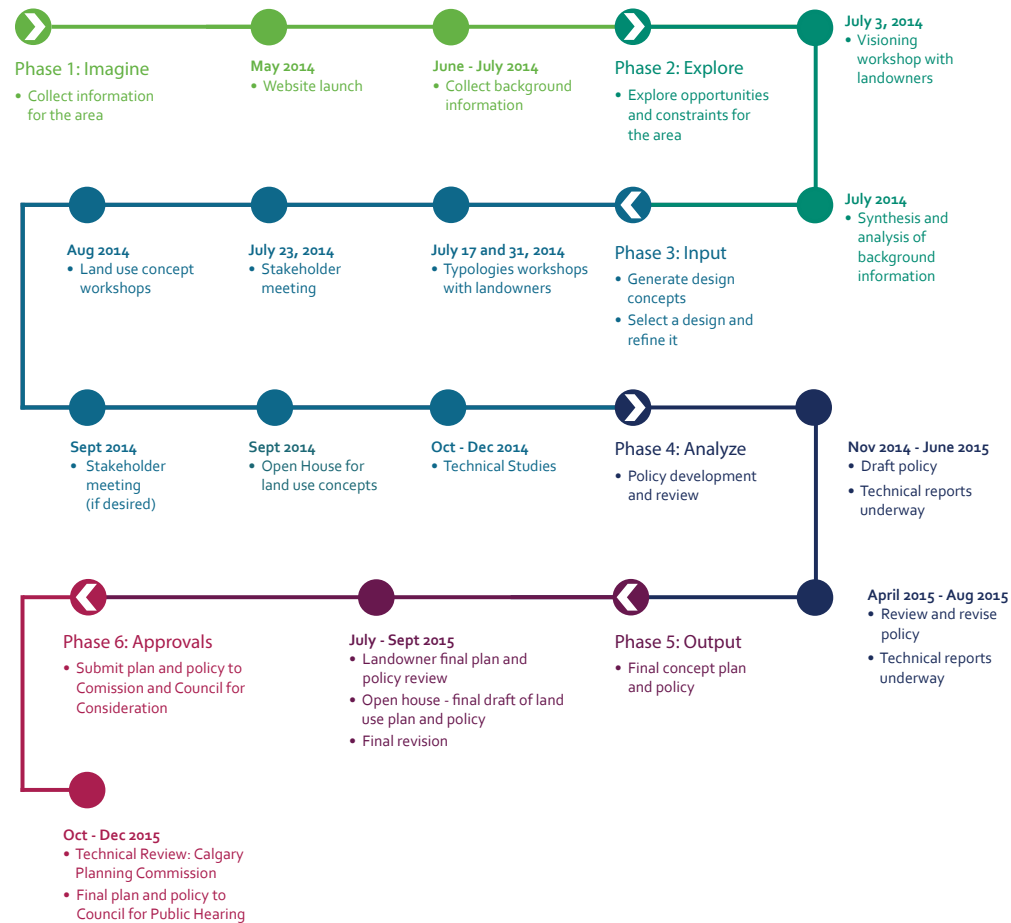 Phase 1: Imagine
• Collect information
for the area
May 2014
• Website launch
June - July 2014
• Collect background
information
Phase 2: Explore
• Explore opportunities
and constraints for
the area
July 3, 2014
• Visioning
workshop with
landowners
July 2014
• Synthesis and
analysis of
background
information
Phase 3: Input
• Generate design
concepts
• Select a design and
refine it
July 17 and 31, 2014
• Typologies workshops
with landowners
July 23, 2014
• Stakeholder
meeting
Aug 2014
• Land use concept
workshops
Sept 2014
• Stakeholder
meeting
(if desired)
Sept 2014
• Open House for
land use concepts
Oct - Dec 2014
• Technical Studies
Phase 4: Analyze
• Policy development
and review
Nov 2014 - June 2015
• Draft policy
• Technical reports
underway
April 2015 - Aug 2015
• Review and revise
policy
• Technical reports
underway
Phase 5: Output
• Final concept plan
and policy
July - Sept 2015
• Landowner final plan and
policy review
• Open house - final draft of land
use plan and policy
• Final revision
Phase 6: Approvals
• Submit plan and policy to
Comission and Council for
Consideration
Oct - Dec 2015
• Technical Review: Calgary
Planning Commission
• Final plan and policy to
Council for Public Hearing